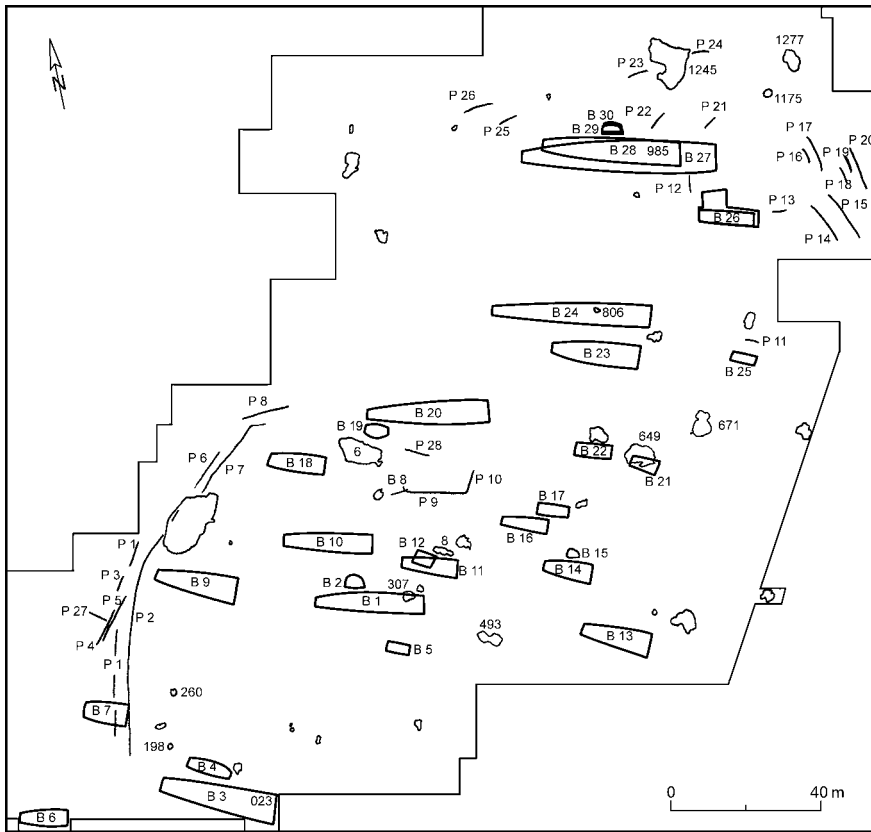 N
P 24
1277
P 23
1245
1175
P 26
P 25
B 30
P 22
P 21
B 29
P 17
P 20
B 28
985
B 27
P 16
P 19
P 18
P 12
P 15
B 26
P 13
P 14
B 24
806
B 23
P 11
B 25
P 8
B 20
B 19
671
P 6
6
P 28
649
B 22
P 7
B 18
B 21
B 8
P 10
P 9
B 17
B 16
P 1
B 10
B 12
8
B 15
B 11
B 14
P 3
B 9
B 2
307
P 5
P 27
P 2
B 1
P 4
493
B 13
B 5
P 1
260
B 7
198
B 4
B 3
023
B 6
0
40 m